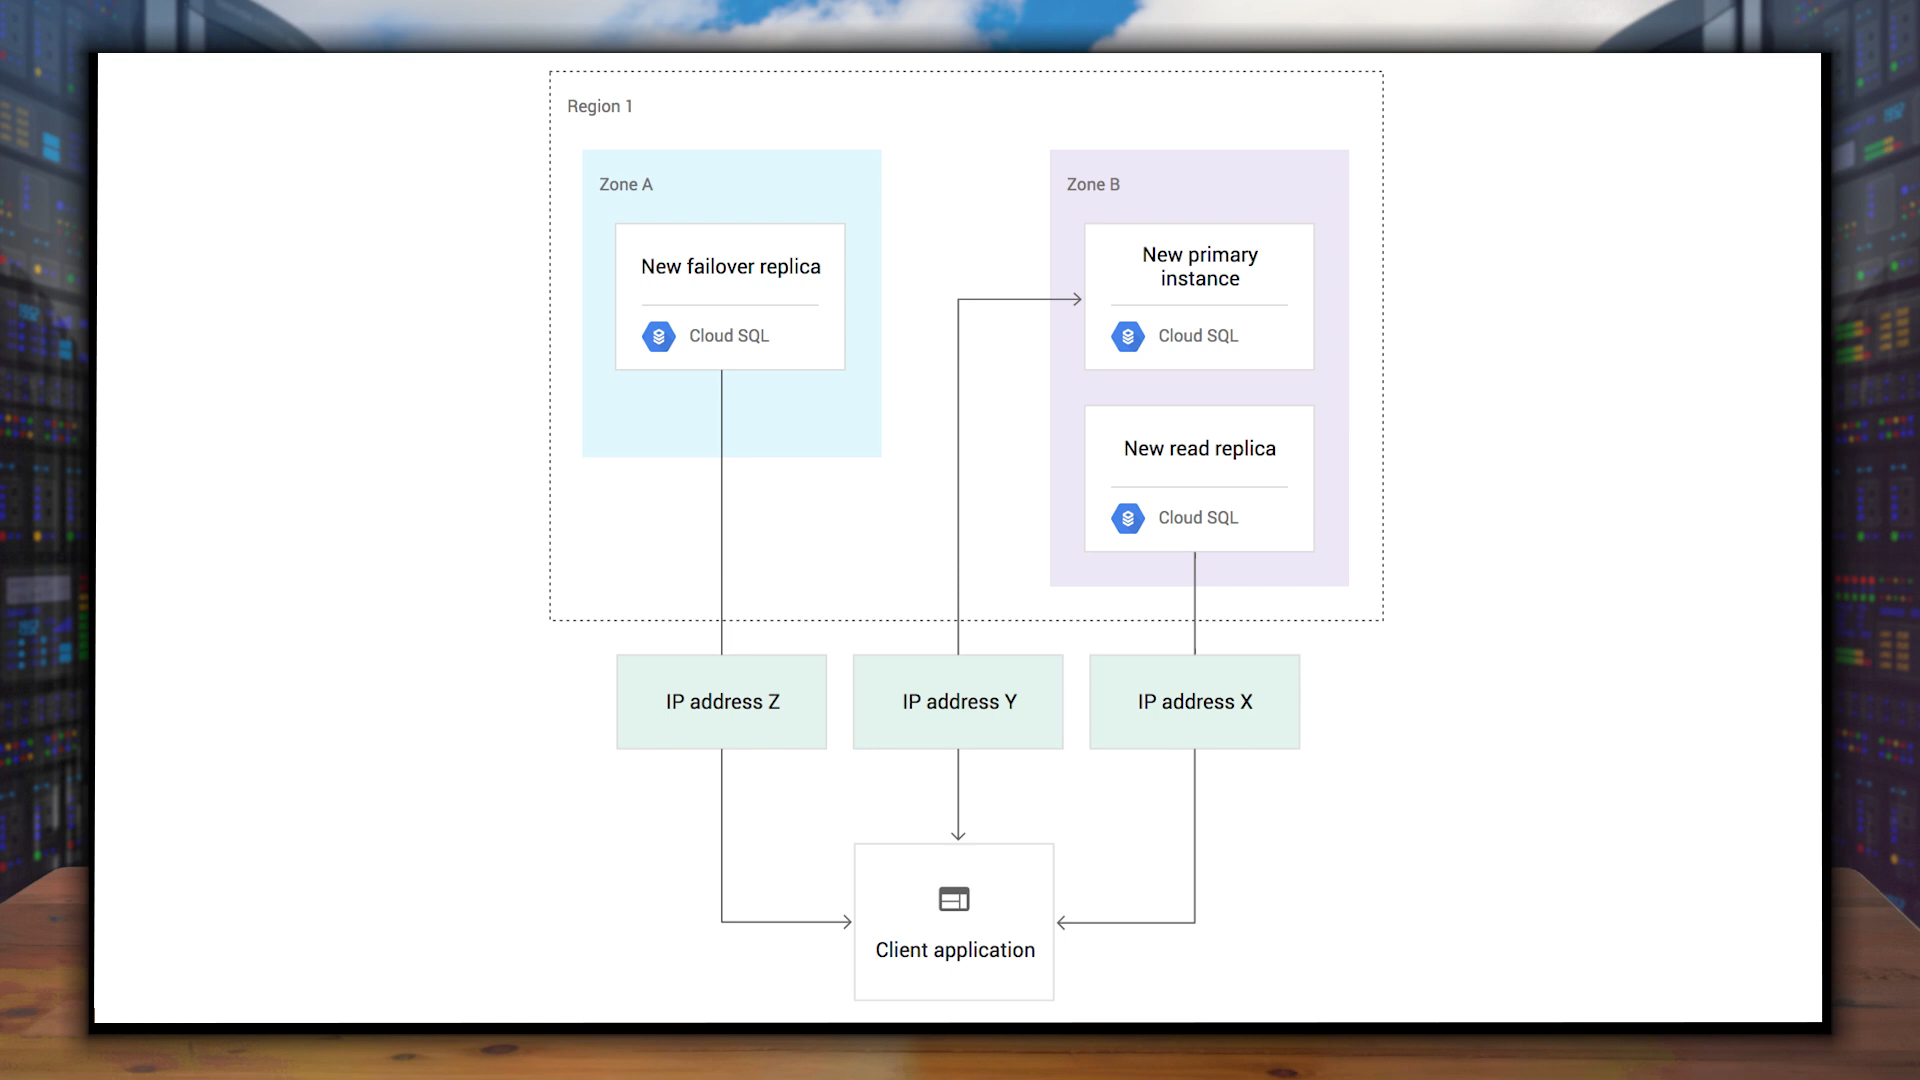 Region 1
Zone A
Zone B
New failover replica
Cloud SQL
New primary
instance
Cloud SQL
New read replica
Cloud SQL
IP address Z
IP address Y
IP address X
Client application